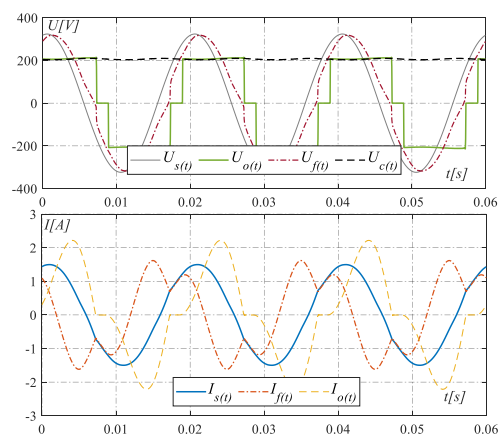 U[V]
400
200
0
-200
-400
U_s(t) U_o(t) U_f(t) U_c(t)
t[s]
0 0.01 0.02 0.03 0.04 0.05 0.06
I[A]
3
2
1
0
-1
-2
-3
I_s(t) I_f(t) I_o(t)
t[s]
0 0.01 0.02 0.03 0.04 0.05 0.06